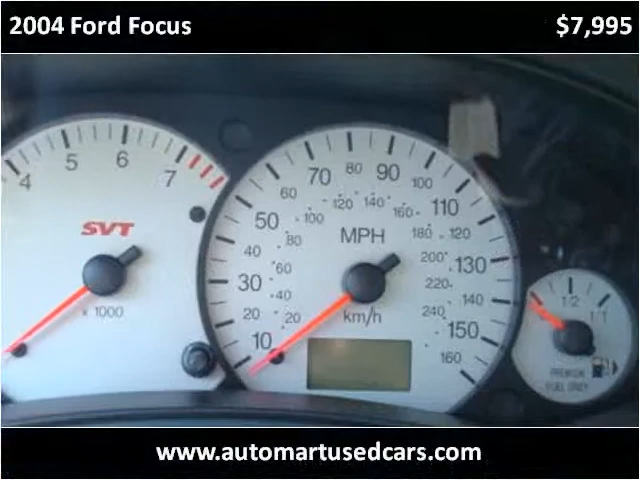 2004 Ford Focus $7,995
4 5 6 7
SVT
x 1000
10 20 30 40 50 60 70 80 90 100 110 120 130 140 150 160
MPH
20 40 60 80 100 120 140 160 180 200 220 240
km/h
1/2 1/1
PREMIUM
FUEL ONLY
www.automartusedcars.com